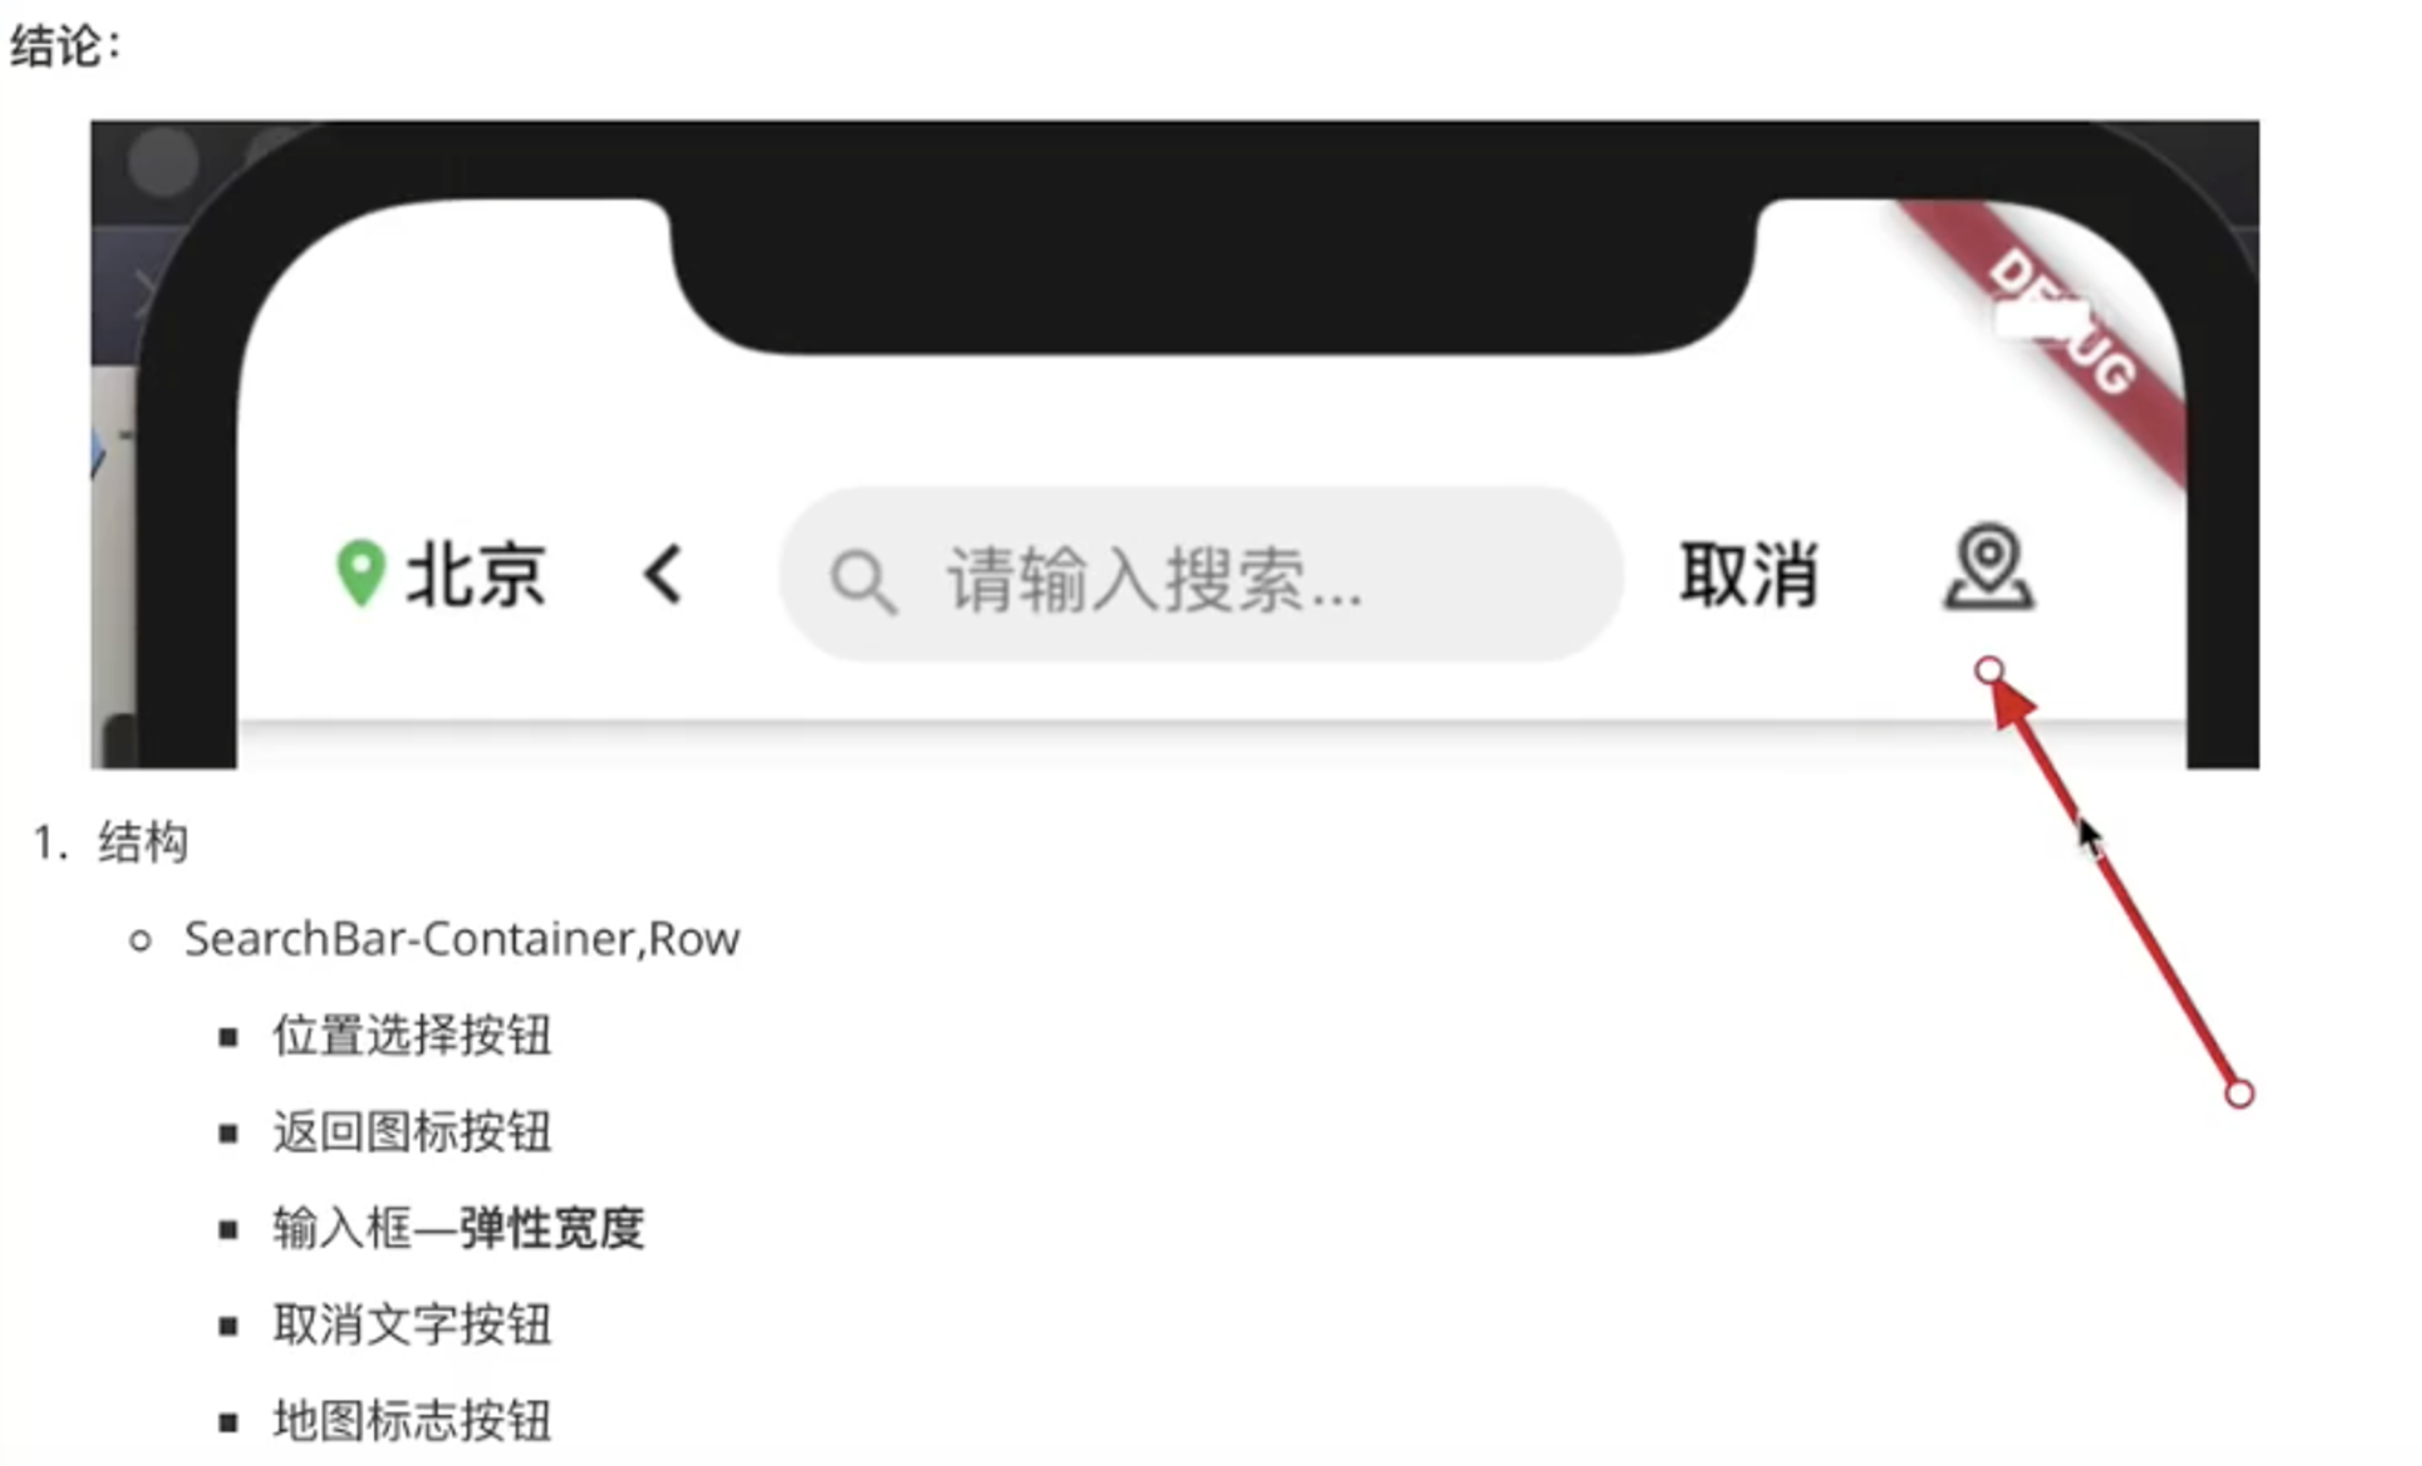 结论：
DEBUG
北京 请输入搜索... 取消
1. 结构
SearchBar-Container,Row
位置选择按钮
返回图标按钮
输入框—弹性宽度
取消文字按钮
地图标志按钮